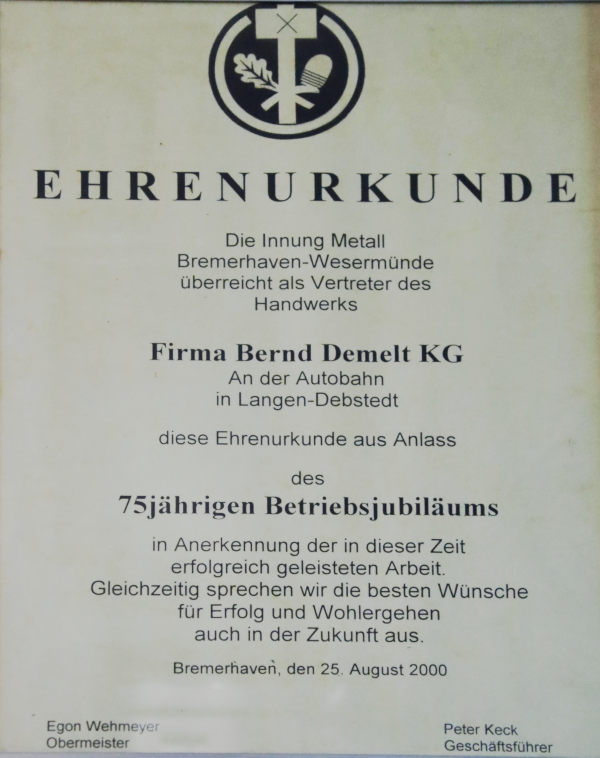 EHRENURKUNDE
Die Innung Metall
Bremerhaven-Wesermünde
überreicht als Vertreter des
Handwerks
Firma Bernd Demelt KG
An der Autobahn
in Langen-Debstedt
diese Ehrenurkunde aus Anlass
des
75jährigen Betriebsjubiläums
in Anerkennung der in dieser Zeit
erfolgreich geleisteten Arbeit.
Gleichzeitig sprechen wir die besten Wünsche
für Erfolg und Wohlergehen
auch in der Zukunft aus.
Bremerhaven, den 25. August 2000
Egon Wehmeyer
Obermeister
Peter Keck
Geschäftsführer